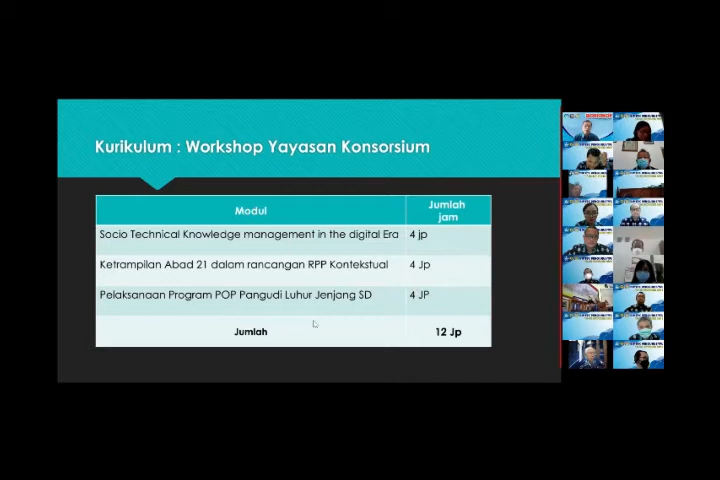 Kurikulum : Workshop Yayasan Konsorsium
Modul
Jumlah
jam
Socio Technical Knowledge management in the digital Era
4 jp
Ketrampilan Abad 21 dalam rancangan RPP Kontekstual
4 Jp
Pelaksanaan Program POP Pangudi Luhur Jenjang SD
4 JP
Jumlah
12 Jp